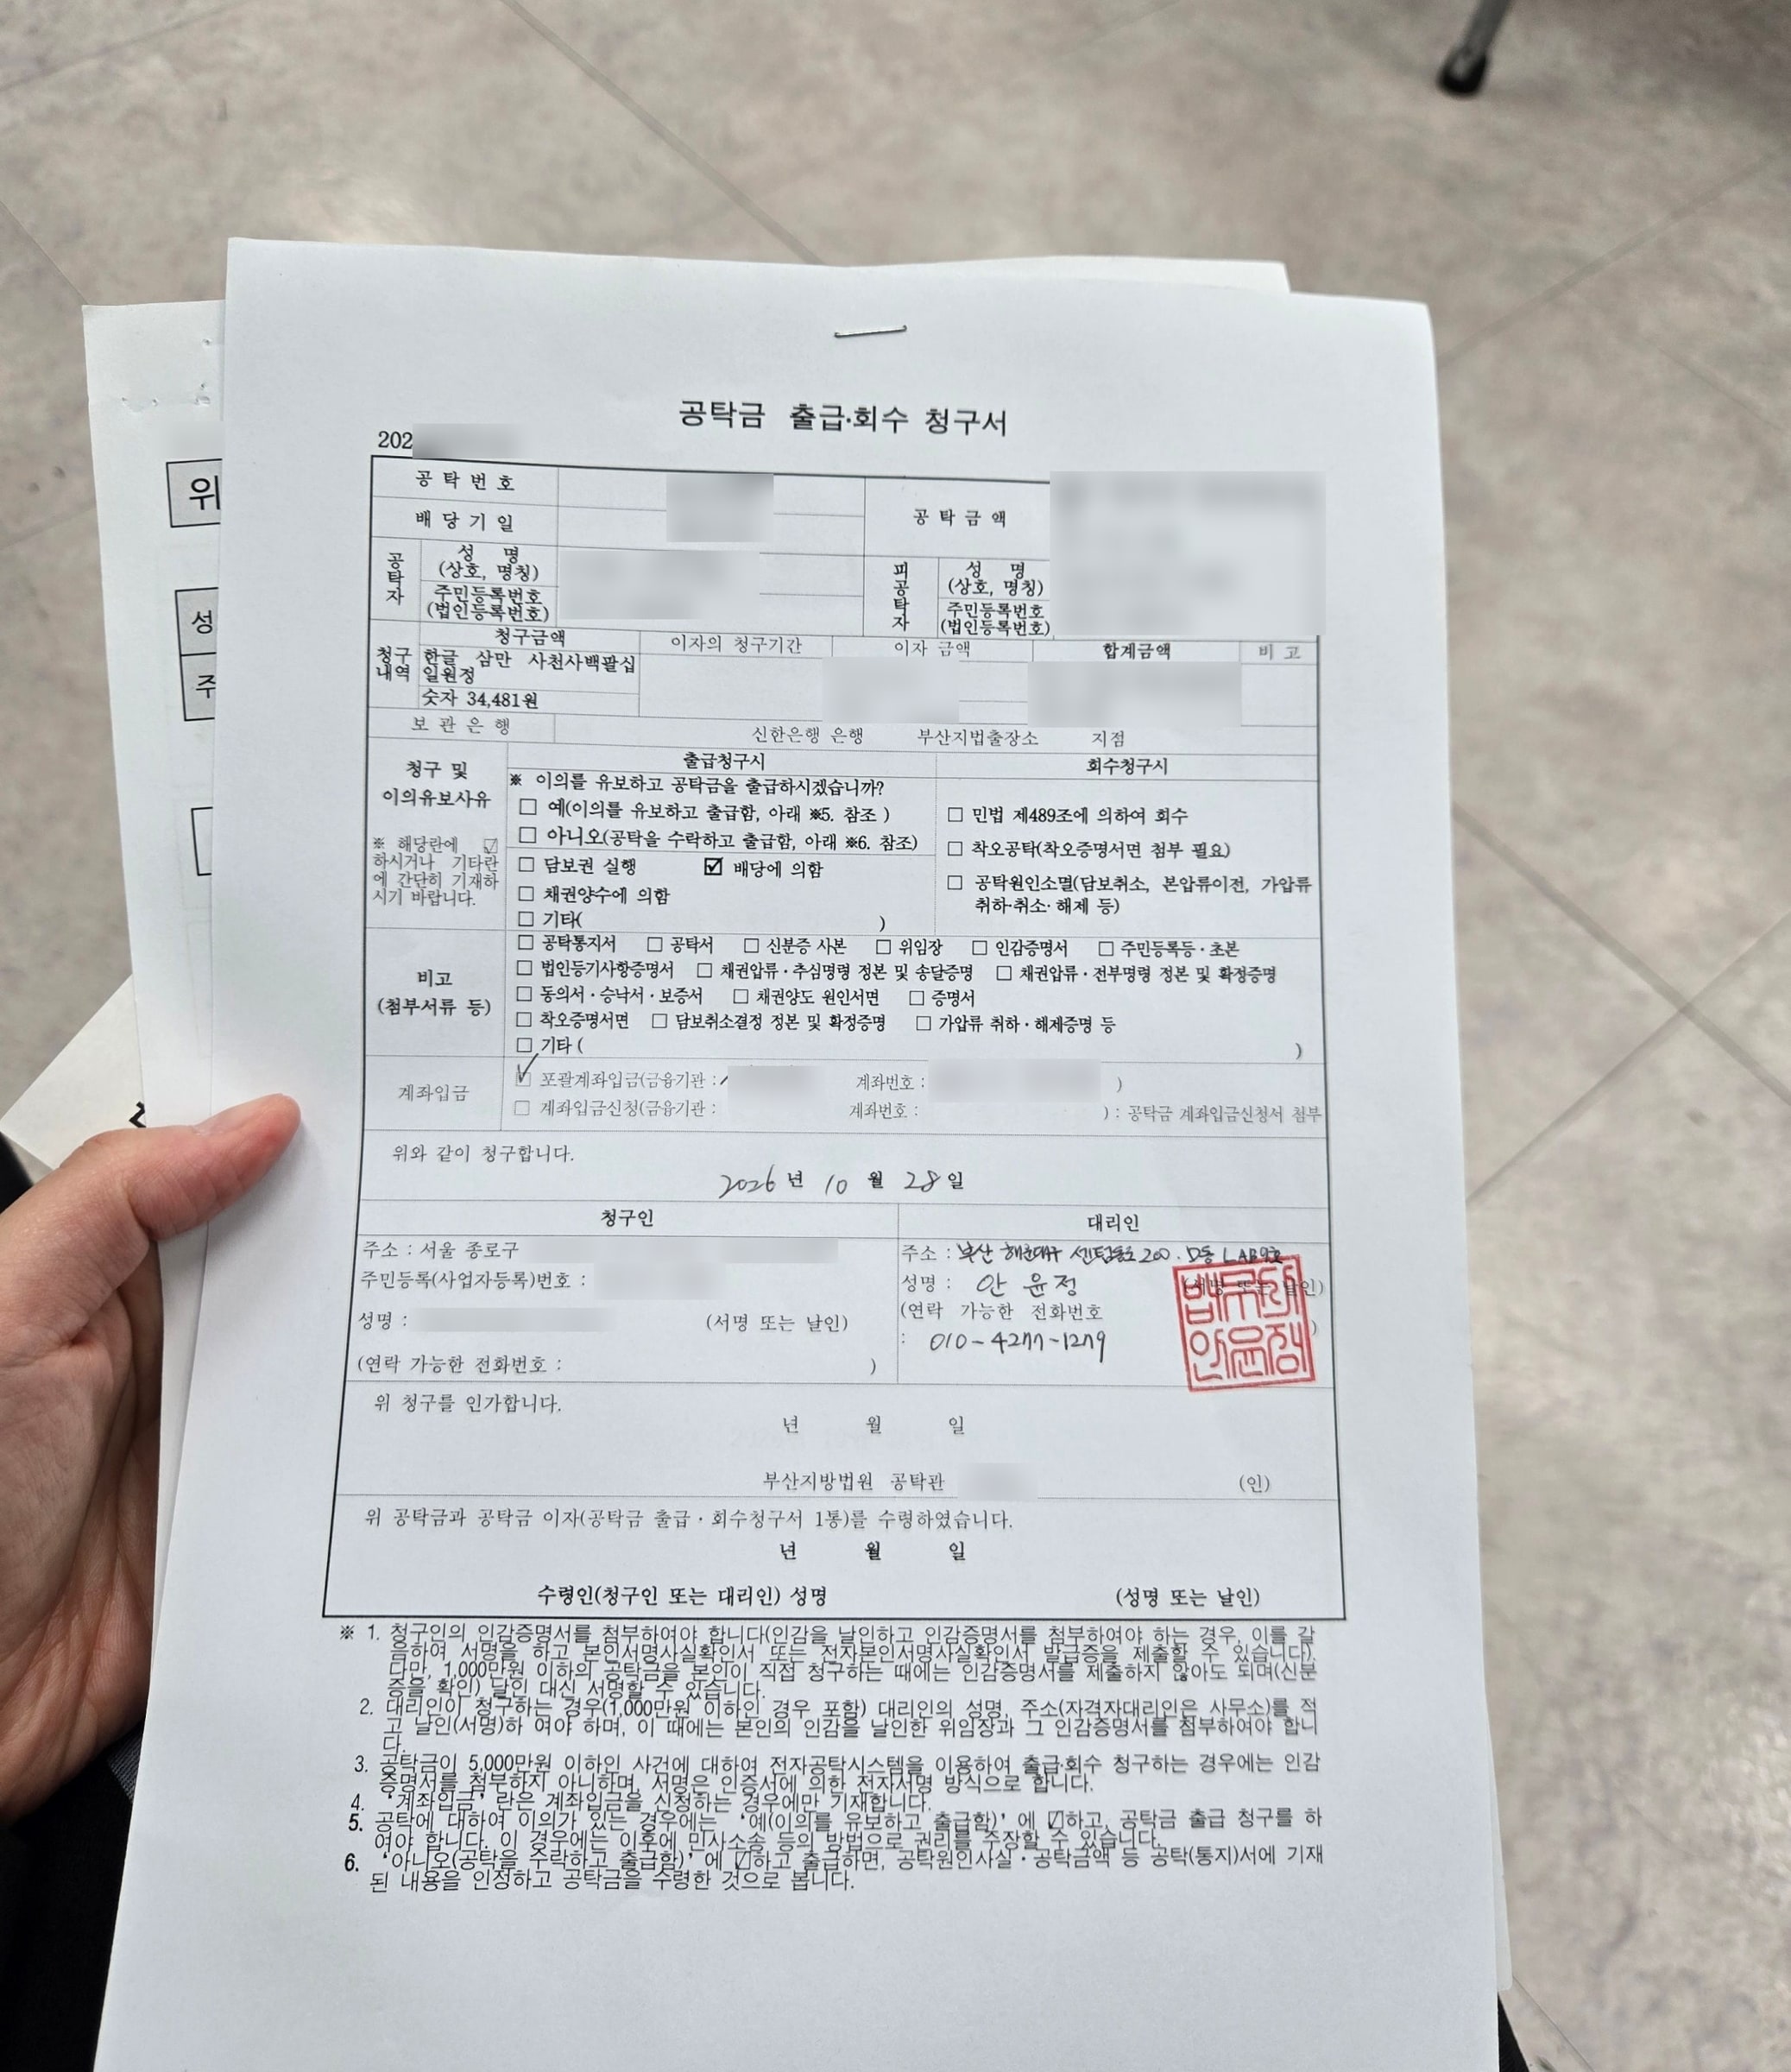 공탁금 출급·회수 청구서
202
공 탁 번 호
배 당 기 일
공 탁 금 액
공탁자
성 명
(상호, 명칭)
주민등록번호
(법인등록번호)
피공탁자
성 명
(상호, 명칭)
주민등록번호
(법인등록번호)
청구내역
청구금액 이자의 청구기간 이자 금액 합계금액 비 고
한글 삼만 사천사백팔십
일원정
숫자 34,481원
보 관 은 행 신한은행 은행 부산지법출장소 지점
청구 및
이의유보사유
※ 해당란에 ☑
하시거나 기타란
에 간단히 기재하
시기 바랍니다.
출급청구시
※ 이의를 유보하고 공탁금을 출급하시겠습니까?
☐ 예(이의를 유보하고 출급함, 아래 ※5. 참조 )
☐ 아니오(공탁을 수락하고 출급함, 아래 ※6. 참조)
☐ 담보권 실행 ☑ 배당에 의함
☐ 채권양수에 의함
☐ 기타( )
회수청구시
☐ 민법 제489조에 의하여 회수
☐ 착오공탁(착오증명서면 첨부 필요)
☐ 공탁원인소멸(담보취소, 본압류이전, 가압류
취하·취소·해제 등)
비고
(첨부서류 등)
☐ 공탁통지서 ☐ 공탁서 ☐ 신분증 사본 ☐ 위임장 ☐ 인감증명서 ☐ 주민등록등·초본
☐ 법인등기사항증명서 ☐ 채권압류·추심명령 정본 및 송달증명 ☐ 채권압류·전부명령 정본 및 확정증명
☐ 동의서·승낙서·보증서 ☐ 채권양도 원인서면 ☐ 증명서
☐ 착오증명서면 ☐ 담보취소결정 정본 및 확정증명 ☐ 가압류 취하·해제증명 등
☐ 기타 ( )
계좌입금
☑ 포괄계좌입금(금융기관 : 계좌번호 : )
☐ 계좌입금신청(금융기관 : 계좌번호 : ) : 공탁금 계좌입금신청서 첨부
위와 같이 청구합니다.
2026 년 10 월 28 일
청구인
주소 : 서울 종로구
주민등록(사업자등록)번호 :
성명 : (서명 또는 날인)
(연락 가능한 전화번호 : )
대리인
주소 : 부산 해운대구 센텀동로 200. D동 LAB9호
성명 : 안 윤 정 (서명 또는 날인)
(연락 가능한 전화번호
: 010-4277-1279 )
안윤정
위 청구를 인가합니다.
년 월 일
부산지방법원 공탁관 (인)
위 공탁금과 공탁금 이자(공탁금 출급·회수청구서 1통)를 수령하였습니다.
년 월 일
수령인(청구인 또는 대리인) 성명 (성명 또는 날인)
※ 1. 청구인의 인감증명서를 첨부하여야 합니다(인감을 날인하고 인감증명서를 첨부하여야 하는 경우, 이를 갈
음하여 서명을 하고 본인서명사실확인서 또는 전자본인서명사실확인서 발급증을 제출할 수 있습니다).
다만, 1,000만원 이하의 공탁금을 본인이 직접 청구하는 때에는 인감증명서를 제출하지 않아도 되며(신분
증을 확인) 날인 대신 서명할 수 있습니다.
2. 대리인이 청구하는 경우(1,000만원 이하인 경우 포함) 대리인의 성명, 주소(자격자대리인은 사무소)를 적
고 날인(서명)하 여야 하며, 이 때에는 본인의 인감을 날인한 위임장과 그 인감증명서를 첨부하여야 합니
다.
3. 공탁금이 5,000만원 이하인 사건에 대하여 전자공탁시스템을 이용하여 출급·회수 청구하는 경우에는 인감
증명서를 첨부하지 아니하며, 서명은 인증서에 의한 전자서명 방식으로 합니다.
4. '계좌입금' 란은 계좌입금을 신청하는 경우에만 기재합니다.
5. 공탁에 대하여 이의가 있는 경우에는 '예(이의를 유보하고 출급함)' 에 ☑하고, 공탁금 출급 청구를 하
여야 합니다. 이 경우에는 이후에 민사소송 등의 방법으로 권리를 주장할 수 있습니다.
6. '아니오(공탁을 수락하고 출급함)' 에 ☑하고 출급하면, 공탁원인사실·공탁금액 등 공탁(통지)서에 기재
된 내용을 인정하고 공탁금을 수령한 것으로 봅니다.
위
성
주